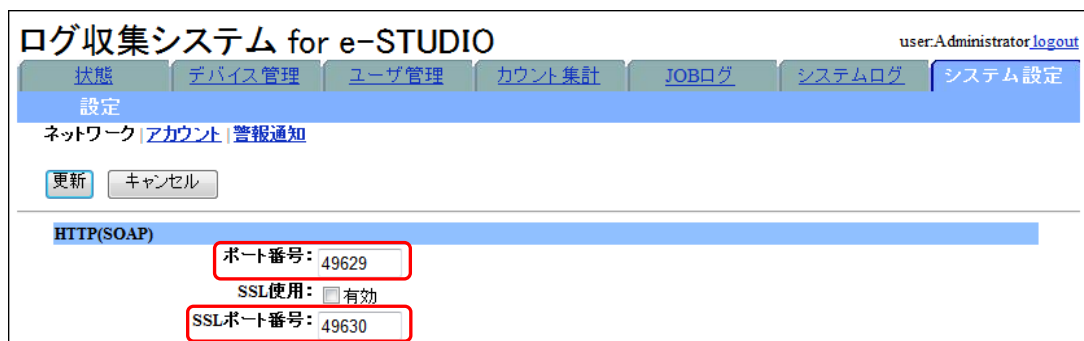 ログ収集システム for e-STUDIO
user:Administrator logout
状態 デバイス管理 ユーザ管理 カウント集計 JOBログ システムログ システム設定
設定
ネットワーク | アカウント | 警報通知
更新 キャンセル
HTTP(SOAP)
ポート番号: 49629
SSL使用: 有効
SSLポート番号: 49630